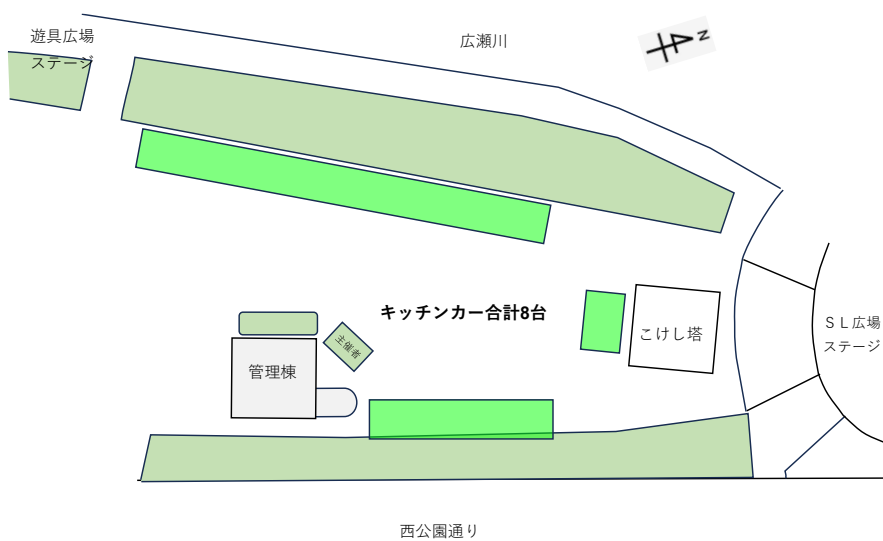 遊具広場
ステージ
広瀬川
N
キッチンカー合計8台
ＳＬ広場
ステージ
こけし塔
主催者
管理棟
西公園通り